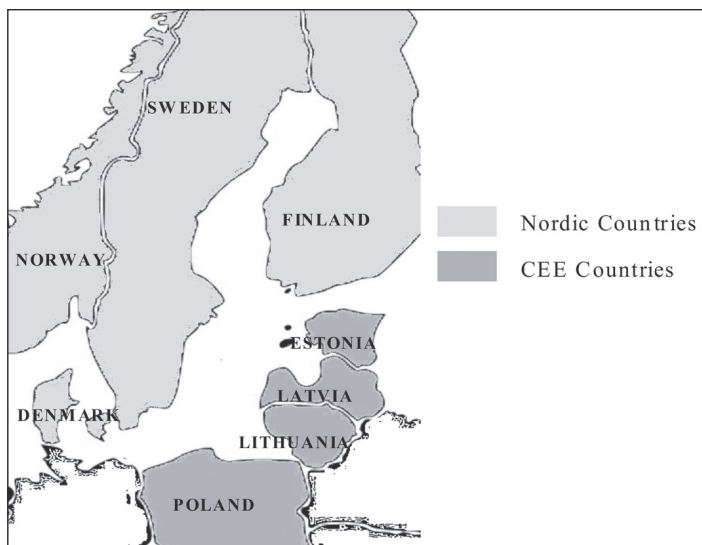 SWEDEN
FINLAND
Nordic Countries
NORWAY
CEE Countries
ESTONIA
LATVIA
DENMARK
LITHUANIA
POLAND